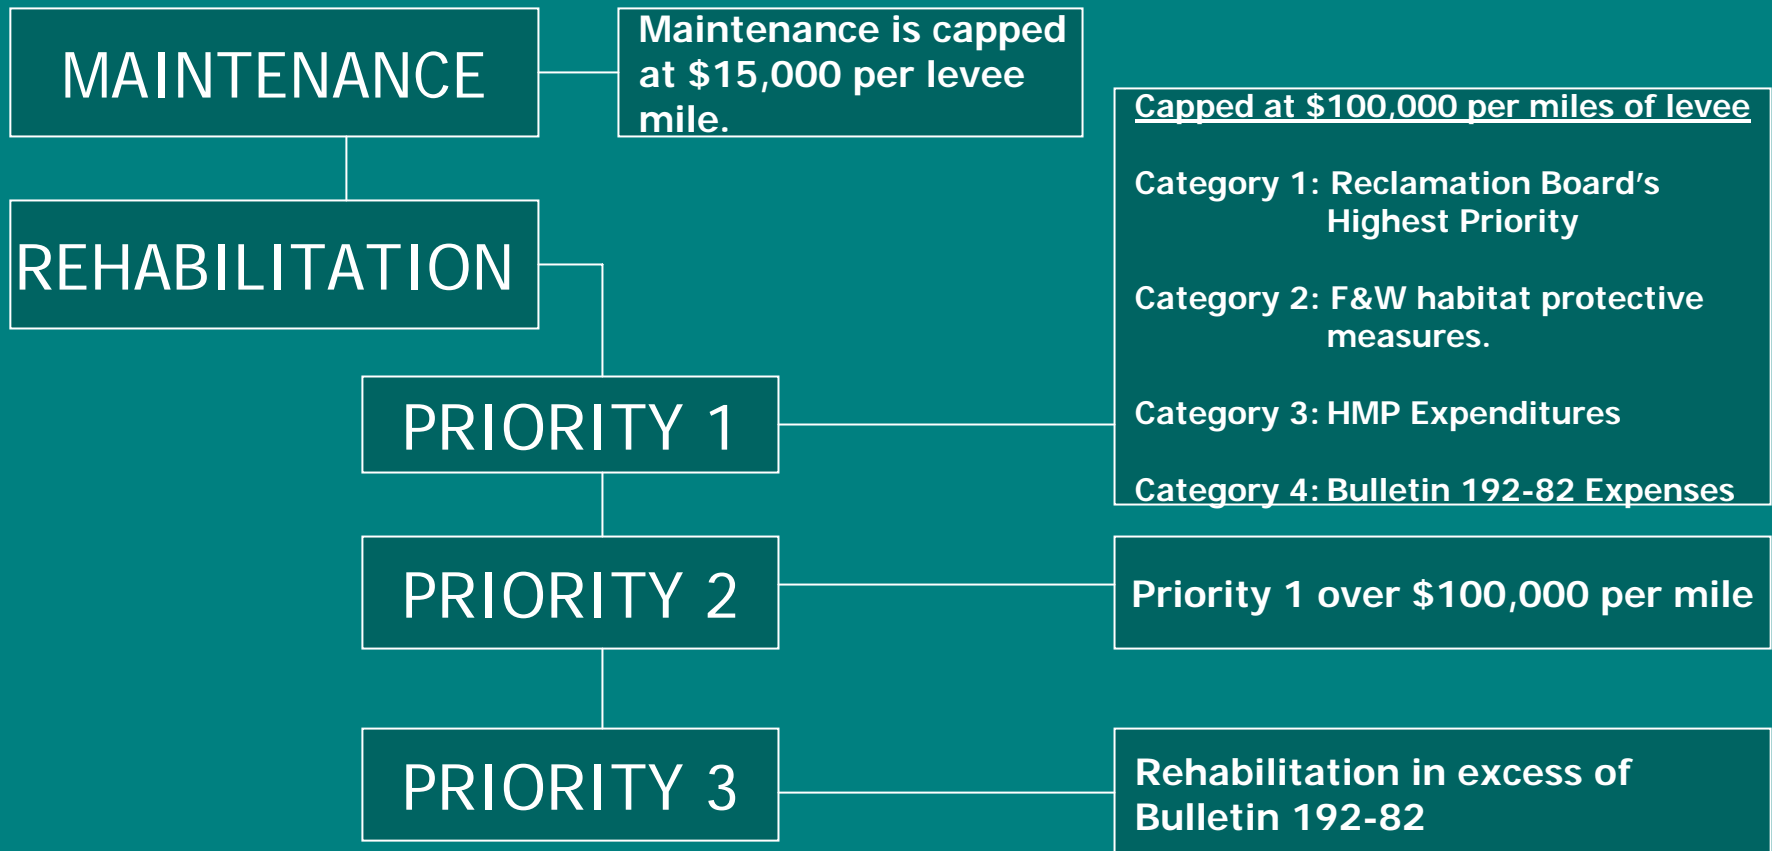 MAINTENANCE
Maintenance is capped
at $15,000 per levee
mile.
REHABILITATION
PRIORITY 1
Capped at $100,000 per miles of levee
Category 1: Reclamation Board's
Highest Priority
Category 2: F&W habitat protective
measures.
Category 3: HMP Expenditures
Category 4: Bulletin 192-82 Expenses
PRIORITY 2
Priority 1 over $100,000 per mile
PRIORITY 3
Rehabilitation in excess of
Bulletin 192-82